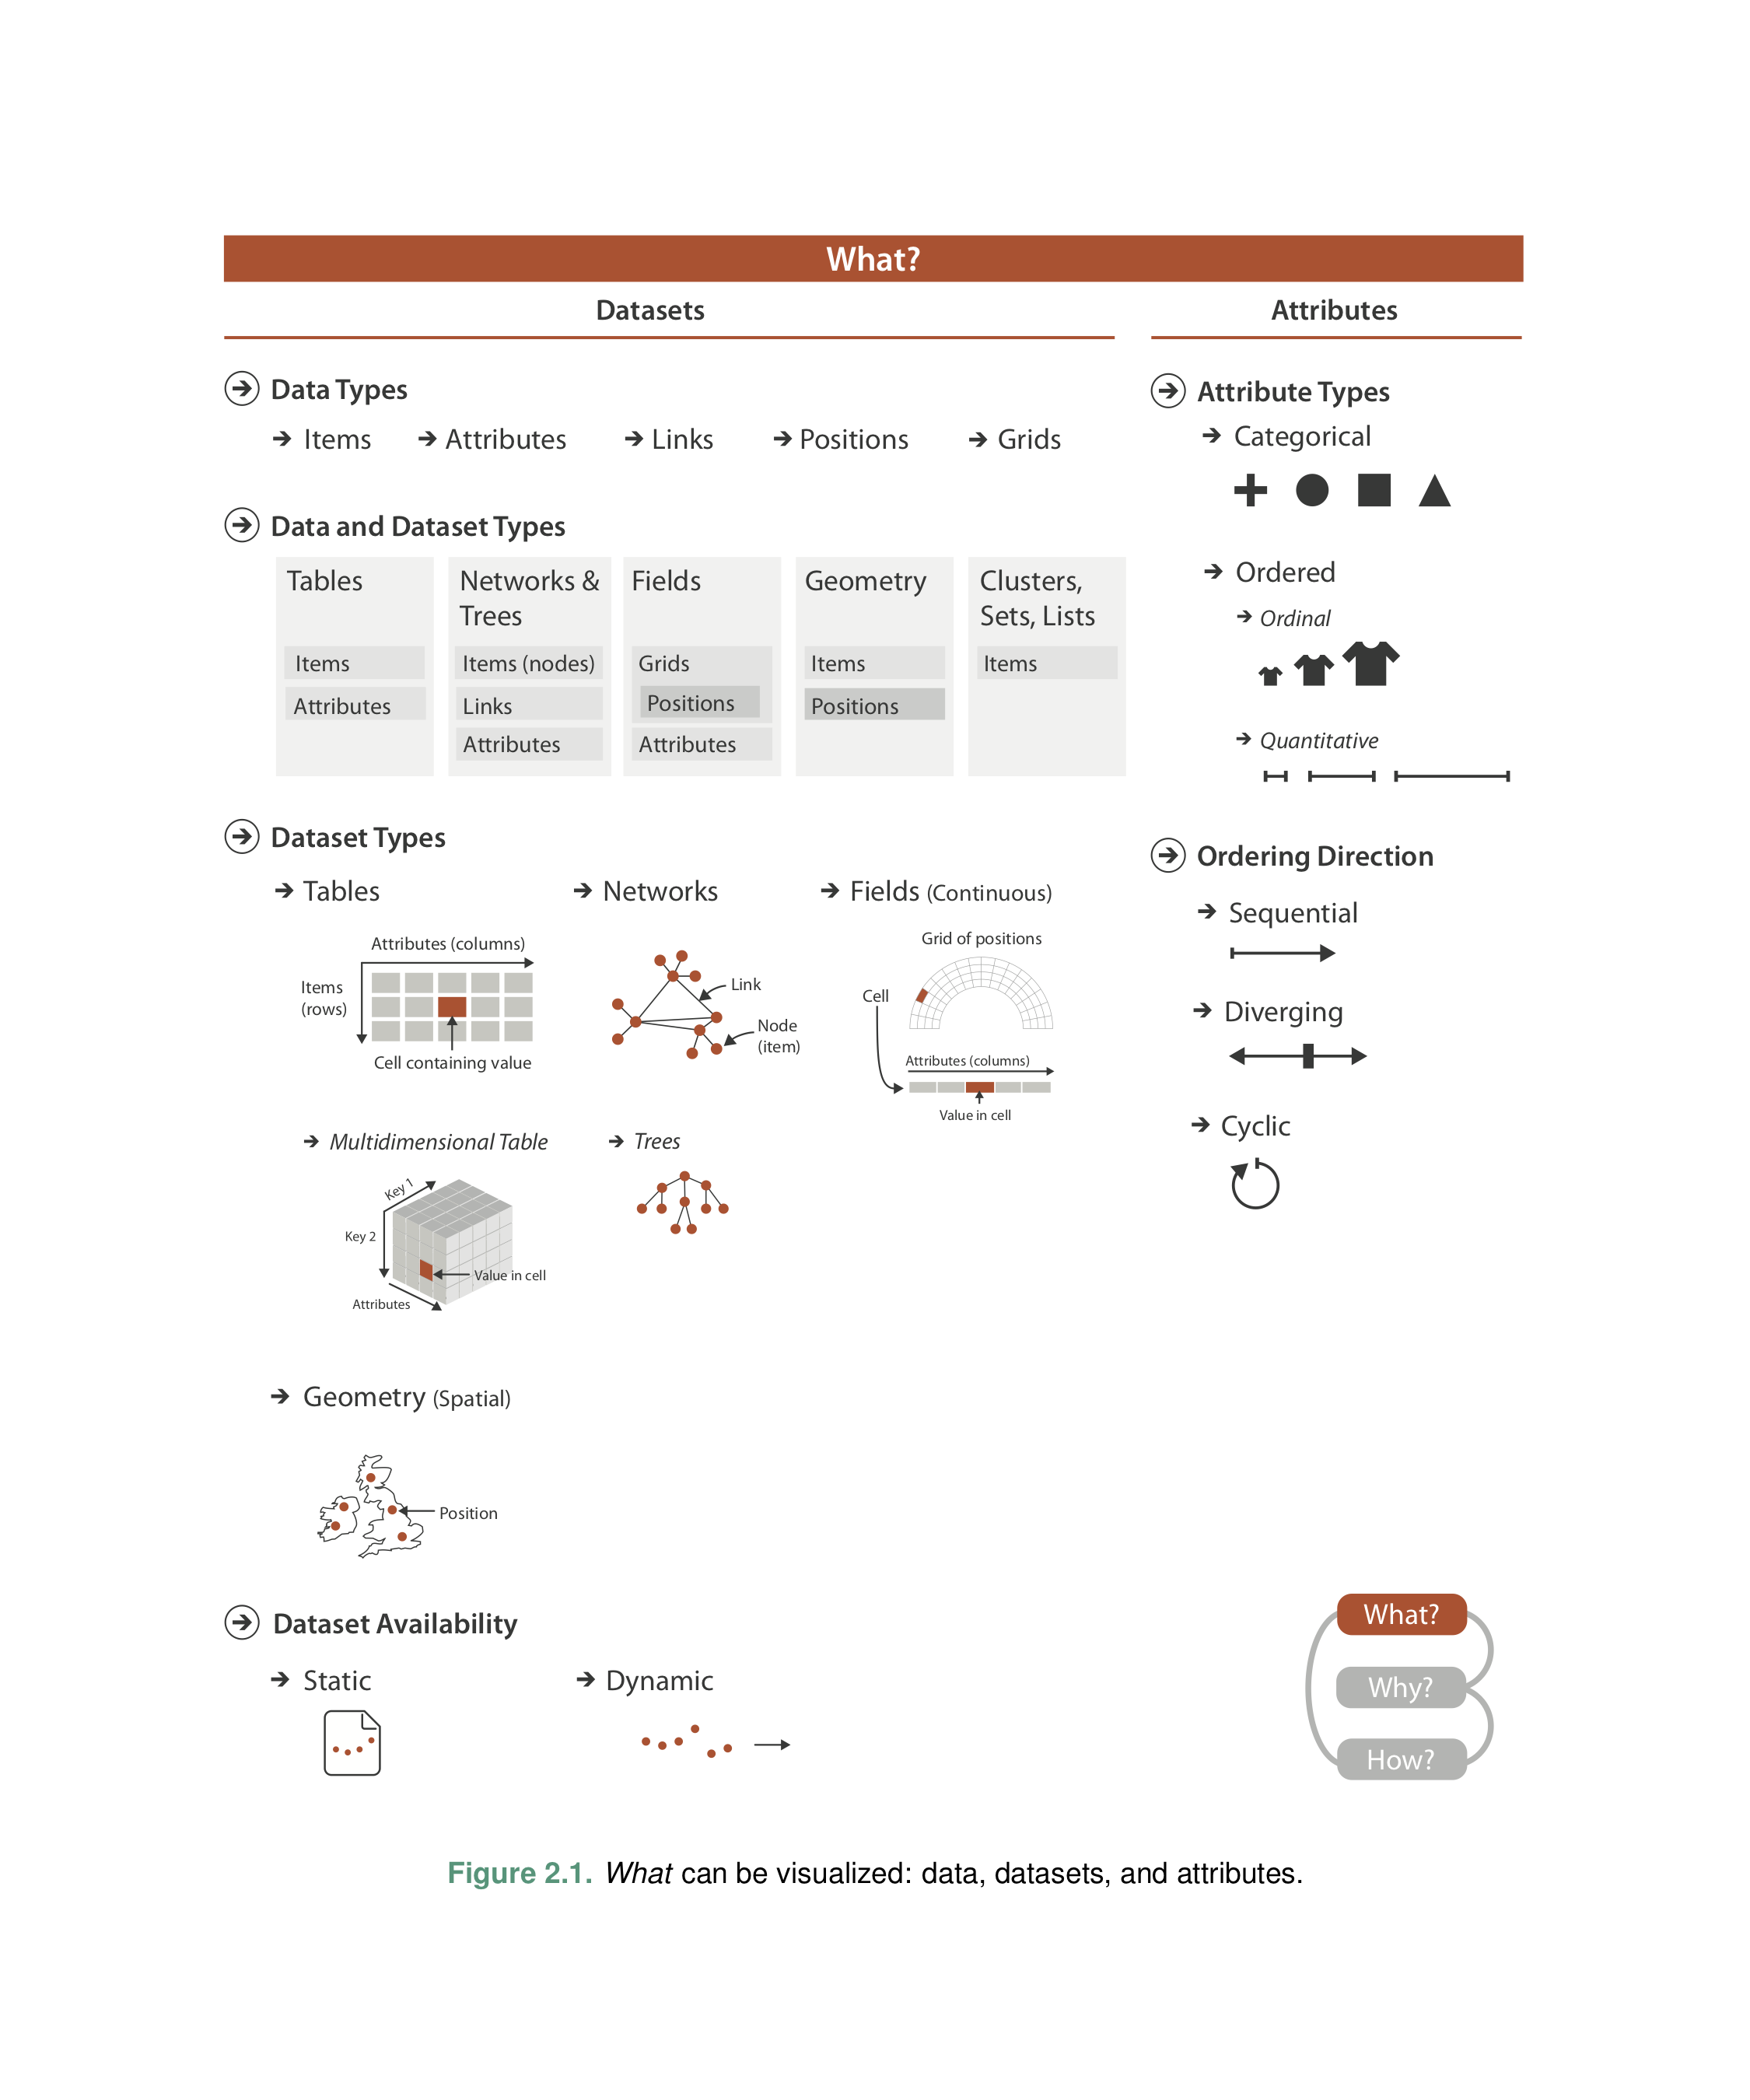 What?
Datasets
Attributes
Data Types
Items
Attributes
Links
Positions
Grids
Data and Dataset Types
Tables
Items
Attributes
Networks &
Trees
Items (nodes)
Links
Attributes
Fields
Grids
Positions
Attributes
Geometry
Items
Positions
Clusters,
Sets, Lists
Items
Dataset Types
Tables
Attributes (columns)
Items
(rows)
Cell containing value
Networks
Link
Node
(item)
Fields (Continuous)
Grid of positions
Cell
Attributes (columns)
Value in cell
Multidimensional Table
Key 1
Key 2
Value in cell
Attributes
Trees
Geometry (Spatial)
Position
Dataset Availability
Static
Dynamic
Attribute Types
Categorical
Ordered
Ordinal
Quantitative
Ordering Direction
Sequential
Diverging
Cyclic
What?
Why?
How?
Figure 2.1. What can be visualized: data, datasets, and attributes.